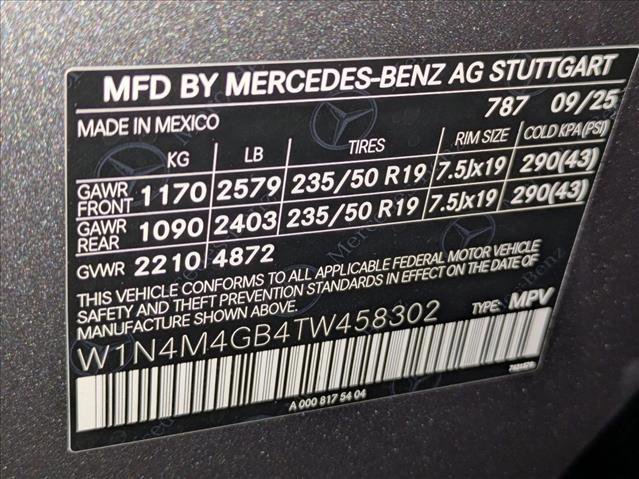 MFD BY MERCEDES-BENZ AG STUTTGART
787 09/25
MADE IN MEXICO
KG LB TIRES RIM SIZE COLD KPA (PSI)
GAWR FRONT 1170 2579 235/50 R19 7.5Jx19 290(43)
GAWR REAR 1090 2403 235/50 R19 7.5Jx19 290(43)
GVWR 2210 4872
THIS VEHICLE CONFORMS TO ALL APPLICABLE FEDERAL MOTOR VEHICLE
SAFETY AND THEFT PREVENTION STANDARDS IN EFFECT ON THE DATE OF
MANUFACTURE SHOWN ABOVE.
W1N4M4GB4TW458302 TYPE: MPV
A 000 817 54 04